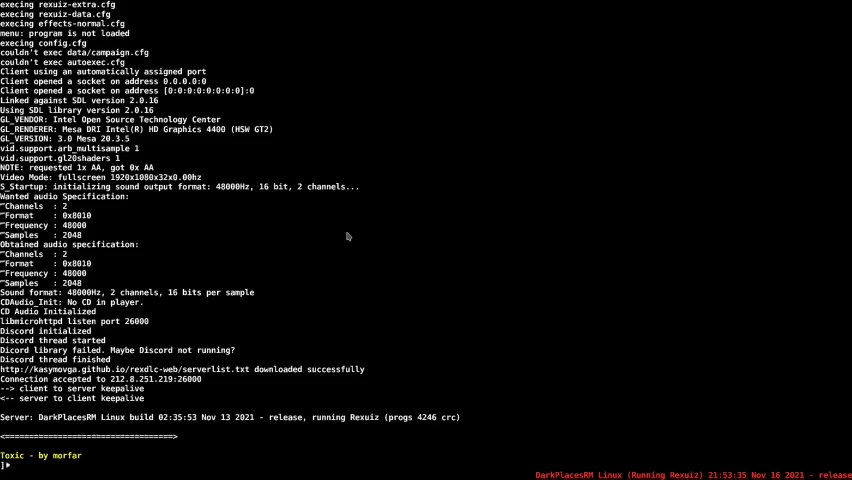 execing rexuiz-extra.cfg
execing rexuiz-data.cfg
execing effects-normal.cfg
menu: program is not loaded
execing config.cfg
couldn't exec data/campaign.cfg
couldn't exec autoexec.cfg
Client using an automatically assigned port
Client opened a socket on address 0.0.0.0:0
Client opened a socket on address [0:0:0:0:0:0:0:0]:0
Linked against SDL version 2.0.16
Using SDL library version 2.0.16
GL_VENDOR: Intel Open Source Technology Center
GL_RENDERER: Mesa DRI Intel(R) HD Graphics 4400 (HSW GT2)
GL_VERSION: 3.0 Mesa 20.3.5
vid.support.arb_multisample 1
vid.support.gl20shaders 1
NOTE: requested 1x AA, got 0x AA
Video Mode: fullscreen 1920x1080x32x0.00hz
S_Startup: initializing sound output format: 48000Hz, 16 bit, 2 channels...
Wanted audio Specification:
Channels  : 2
Format    : 0x8010
Frequency : 48000
Samples   : 2048
Obtained audio specification:
Channels  : 2
Format    : 0x8010
Frequency : 48000
Samples   : 2048
Sound format: 48000Hz, 2 channels, 16 bits per sample
CDAudio_Init: No CD in player.
CD Audio Initialized
libmicrohttpd listen port 26000
Discord initialized
Discord thread started
Dicord library failed. Maybe Discord not running?
Discord thread finished
http://kasymovga.github.io/rexdlc-web/serverlist.txt downloaded successfully
Connection accepted to 212.8.251.219:26000
--> client to server keepalive
<-- server to client keepalive
Server: DarkPlacesRM Linux build 02:35:53 Nov 13 2021 - release, running Rexuiz (progs 4246 crc)
<===================================>
Toxic - by morfar
]
DarkPlacesRM Linux (Running Rexuiz) 21:53:35 Nov 16 2021 - release